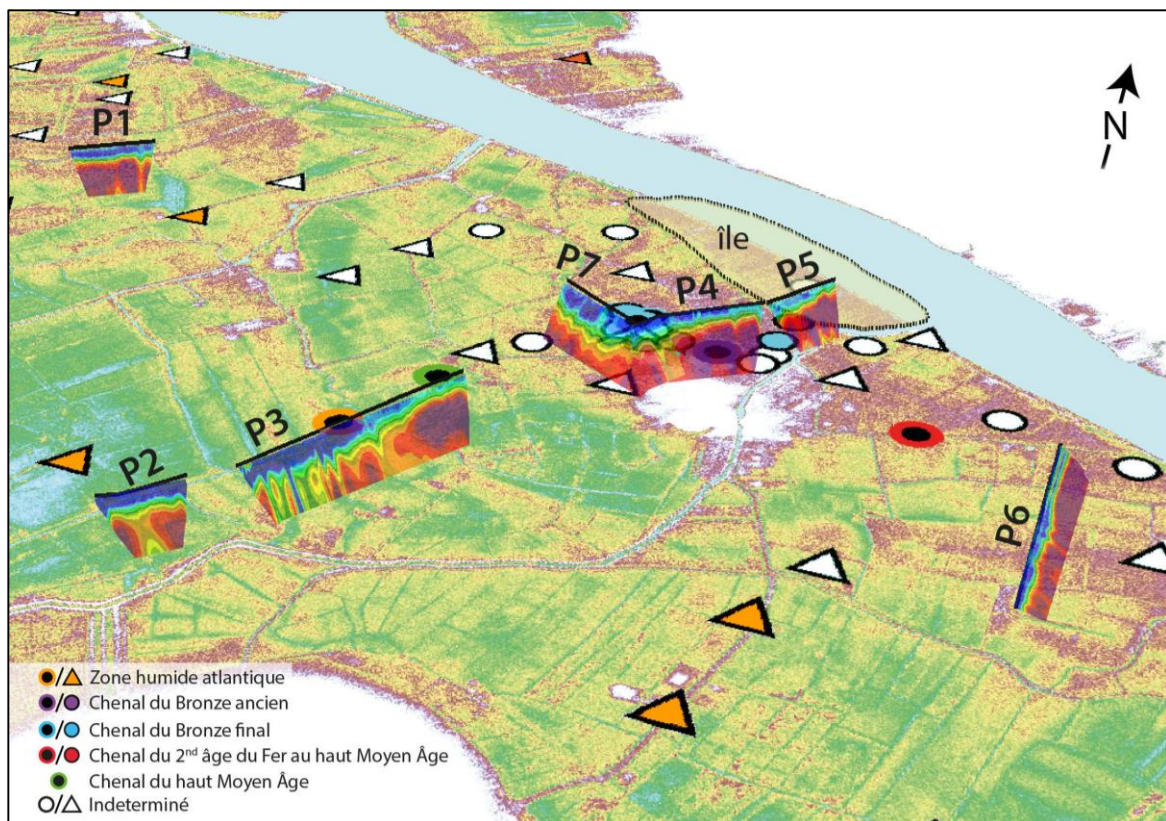 N
P1
île
P7
P4
P5
P3
P2
P6
Zone humide atlantique
Chenal du Bronze ancien
Chenal du Bronze final
Chenal du 2nd âge du Fer au haut Moyen Âge
Chenal du haut Moyen Âge
Indeterminé